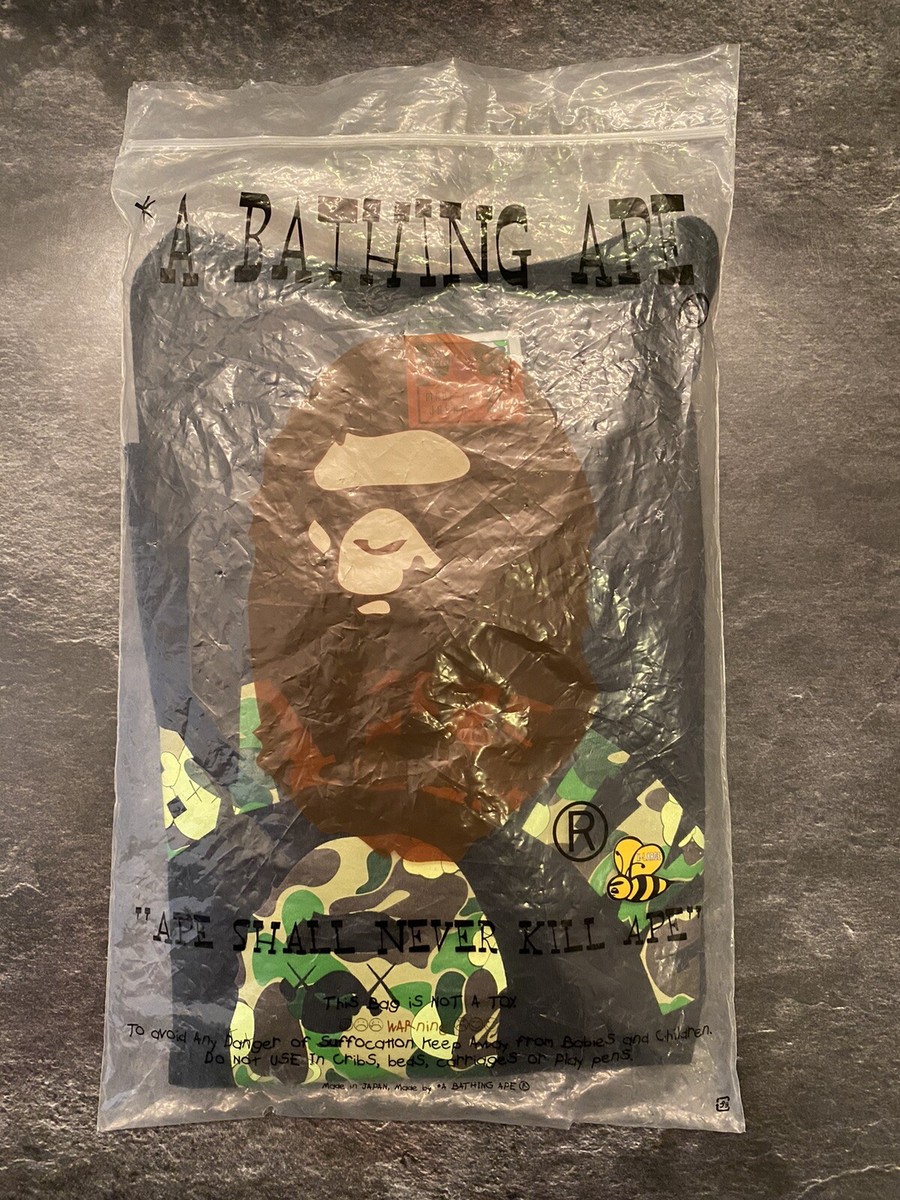 *A BATHING APE
®
®
"APE SHALL NEVER KILL APE"
This Bag is NOT A TOY
WARning
To avoid Any Danger of Suffocation Keep Away from Babies and Children.
Do NOT USE In Cribs, beds, carriages or Play pens.
Made in JAPAN, Made by *A BATHING APE®